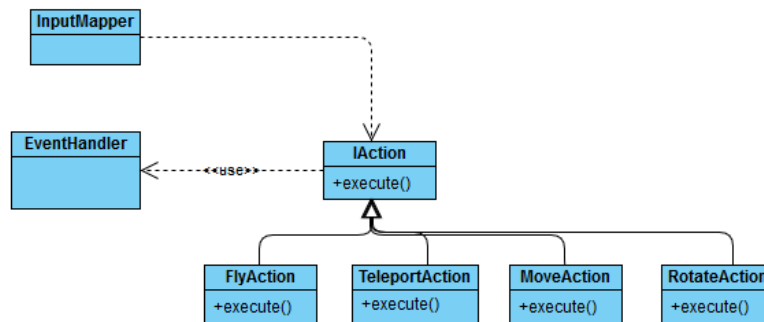 InputMapper
EventHandler
<<use>>
IAction
+execute()
FlyAction
TeleportAction
MoveAction
RotateAction
+execute()
+execute()
+execute()
+execute()